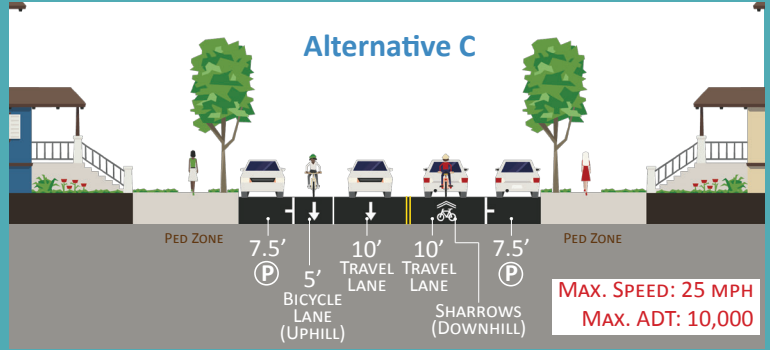 Alternative C
PED ZONE
7.5’
P
5’
BICYCLE
LANE
(UPHILL)
10’
TRAVEL
LANE
10’
TRAVEL
LANE
SHARROWS
(DOWNHILL)
7.5’
P
PED ZONE
MAX. SPEED: 25 MPH
MAX. ADT: 10,000